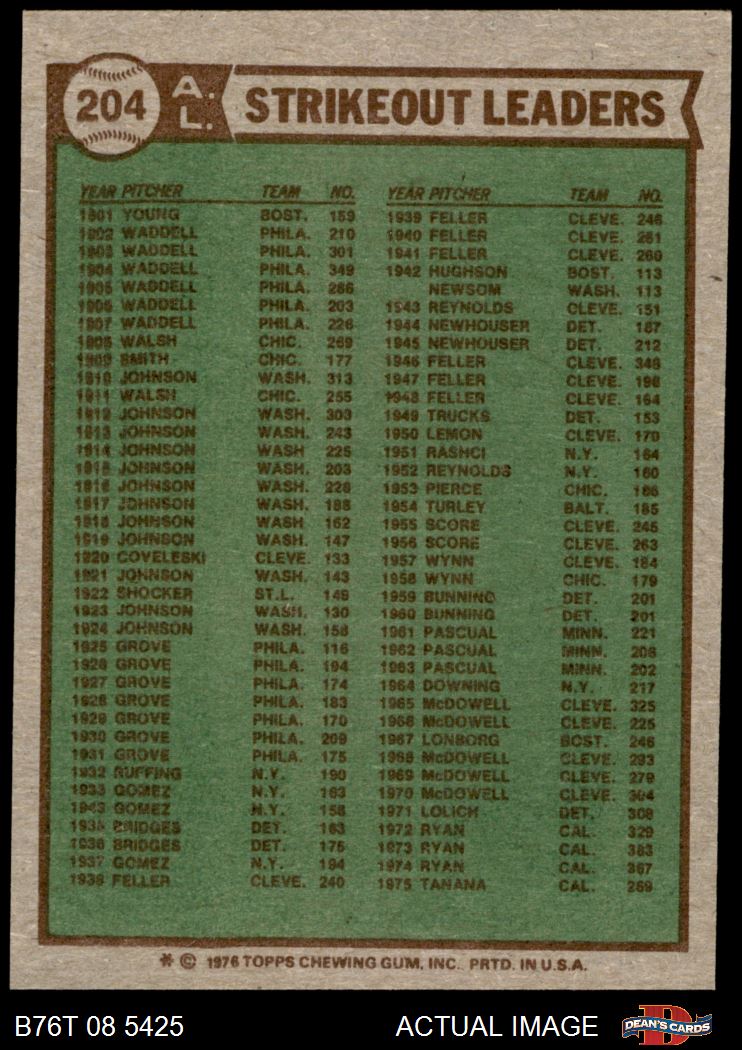 204
A. L.
STRIKEOUT LEADERS
YEAR PITCHER TEAM NO.
1901 YOUNG BOST. 159
1902 WADDELL PHILA. 210
1903 WADDELL PHILA. 301
1904 WADDELL PHILA. 349
1905 WADDELL PHILA. 286
1906 WADDELL PHILA. 203
1907 WADDELL PHILA. 226
1908 WALSH CHIC. 269
1909 SMITH CHIC. 177
1910 JOHNSON WASH. 313
1911 WALSH CHIC. 255
1912 JOHNSON WASH. 303
1913 JOHNSON WASH. 243
1914 JOHNSON WASH 225
1915 JOHNSON WASH. 203
1916 JOHNSON WASH. 228
1917 JOHNSON WASH. 188
1918 JOHNSON WASH. 162
1919 JOHNSON WASH. 147
1920 COVELESKI CLEVE. 133
1921 JOHNSON WASH. 143
1922 SHOCKER ST.L. 149
1923 JOHNSON WASH. 130
1924 JOHNSON WASH. 158
1925 GROVE PHILA. 116
1926 GROVE PHILA. 194
1927 GROVE PHILA. 174
1928 GROVE PHILA. 183
1929 GROVE PHILA. 170
1930 GROVE PHILA. 209
1931 GROVE PHILA. 175
1932 RUFFING N.Y. 190
1933 GOMEZ N.Y. 163
1943 GOMEZ N.Y. 158
1935 BRIDGES DET. 163
1936 BRIDGES DET. 175
1937 GOMEZ N.Y. 194
1938 FELLER CLEVE. 240
YEAR PITCHER TEAM NO.
1939 FELLER CLEVE. 246
1940 FELLER CLEVE. 261
1941 FELLER CLEVE. 260
1942 HUGHSON BOST. 113
NEWSOM WASH. 113
1943 REYNOLDS CLEVE. 151
1944 NEWHOUSER DET. 187
1945 NEWHOUSER DET. 212
1946 FELLER CLEVE. 348
1947 FELLER CLEVE. 196
1948 FELLER CLEVE. 164
1949 TRUCKS DET. 153
1950 LEMON CLEVE. 170
1951 RASHCI N.Y. 164
1952 REYNOLDS N.Y. 160
1953 PIERCE CHIC. 186
1954 TURLEY BALT. 185
1955 SCORE CLEVE. 245
1956 SCORE CLEVE. 263
1957 WYNN CLEVE. 184
1958 WYNN CHIC. 179
1959 BUNNING DET. 201
1960 BUNNING DET. 201
1961 PASCUAL MINN. 221
1962 PASCUAL MINN. 206
1963 PASCUAL MINN. 202
1964 DOWNING N.Y. 217
1965 McDOWELL CLEVE. 325
1966 McDOWELL CLEVE. 225
1967 LONBORG BOST. 246
1968 McDOWELL CLEVE. 283
1969 McDOWELL CLEVE. 279
1970 McDOWELL CLEVE. 304
1971 LOLICH DET. 308
1972 RYAN CAL. 329
1973 RYAN CAL. 383
1974 RYAN CAL. 367
1975 TANANA CAL. 269
* © 1976 TOPPS CHEWING GUM, INC. PRTD. IN U.S.A.
B76T 08 5425
ACTUAL IMAGE
D
DEAN'S CARDS